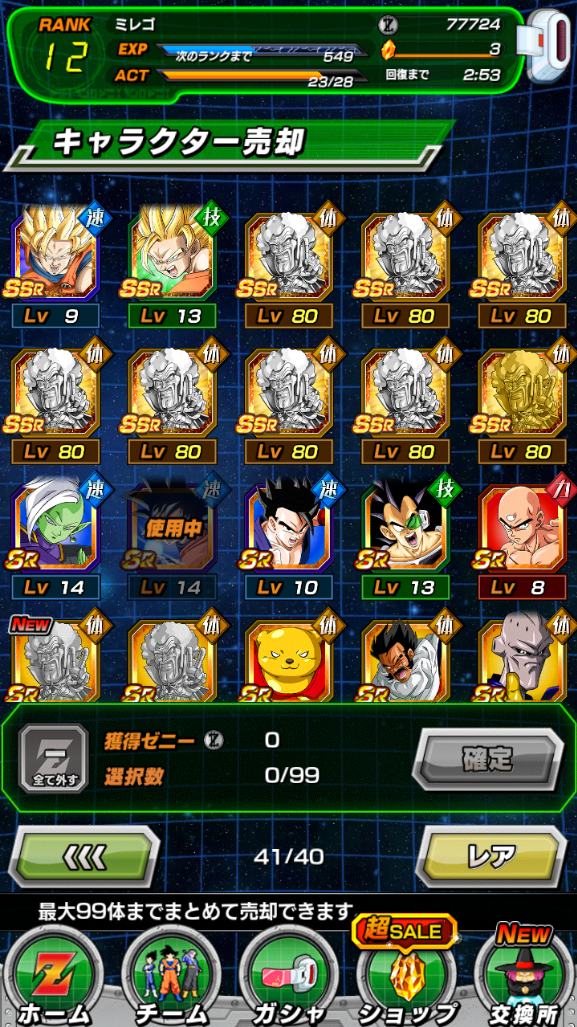 RANK ミレゴ Z 77724
12 EXP 次のランクまで 549 3
ACT 23/28 回復まで 2:53
キャラクター売却
速 技 体 体 体
SSR SSR SSR SSR SSR
Lv 9 Lv 13 Lv 80 Lv 80 Lv 80
体 体 体 体 体
SSR SSR SSR SSR SSR
Lv 80 Lv 80 Lv 80 Lv 80 Lv 80
速 速 速 技 力
使用中
SR SR SR SR SR
Lv 14 Lv 14 Lv 10 Lv 13 Lv 8
NEW 体 体 体 体 体
SR SR SR SR SR
獲得ゼニー Z 0 確定
全て外す 選択数 0/99
41/40 レア
最大99体までまとめて売却できます
超SALE NEW
Z
ホーム チーム ガシャ ショップ 交換所